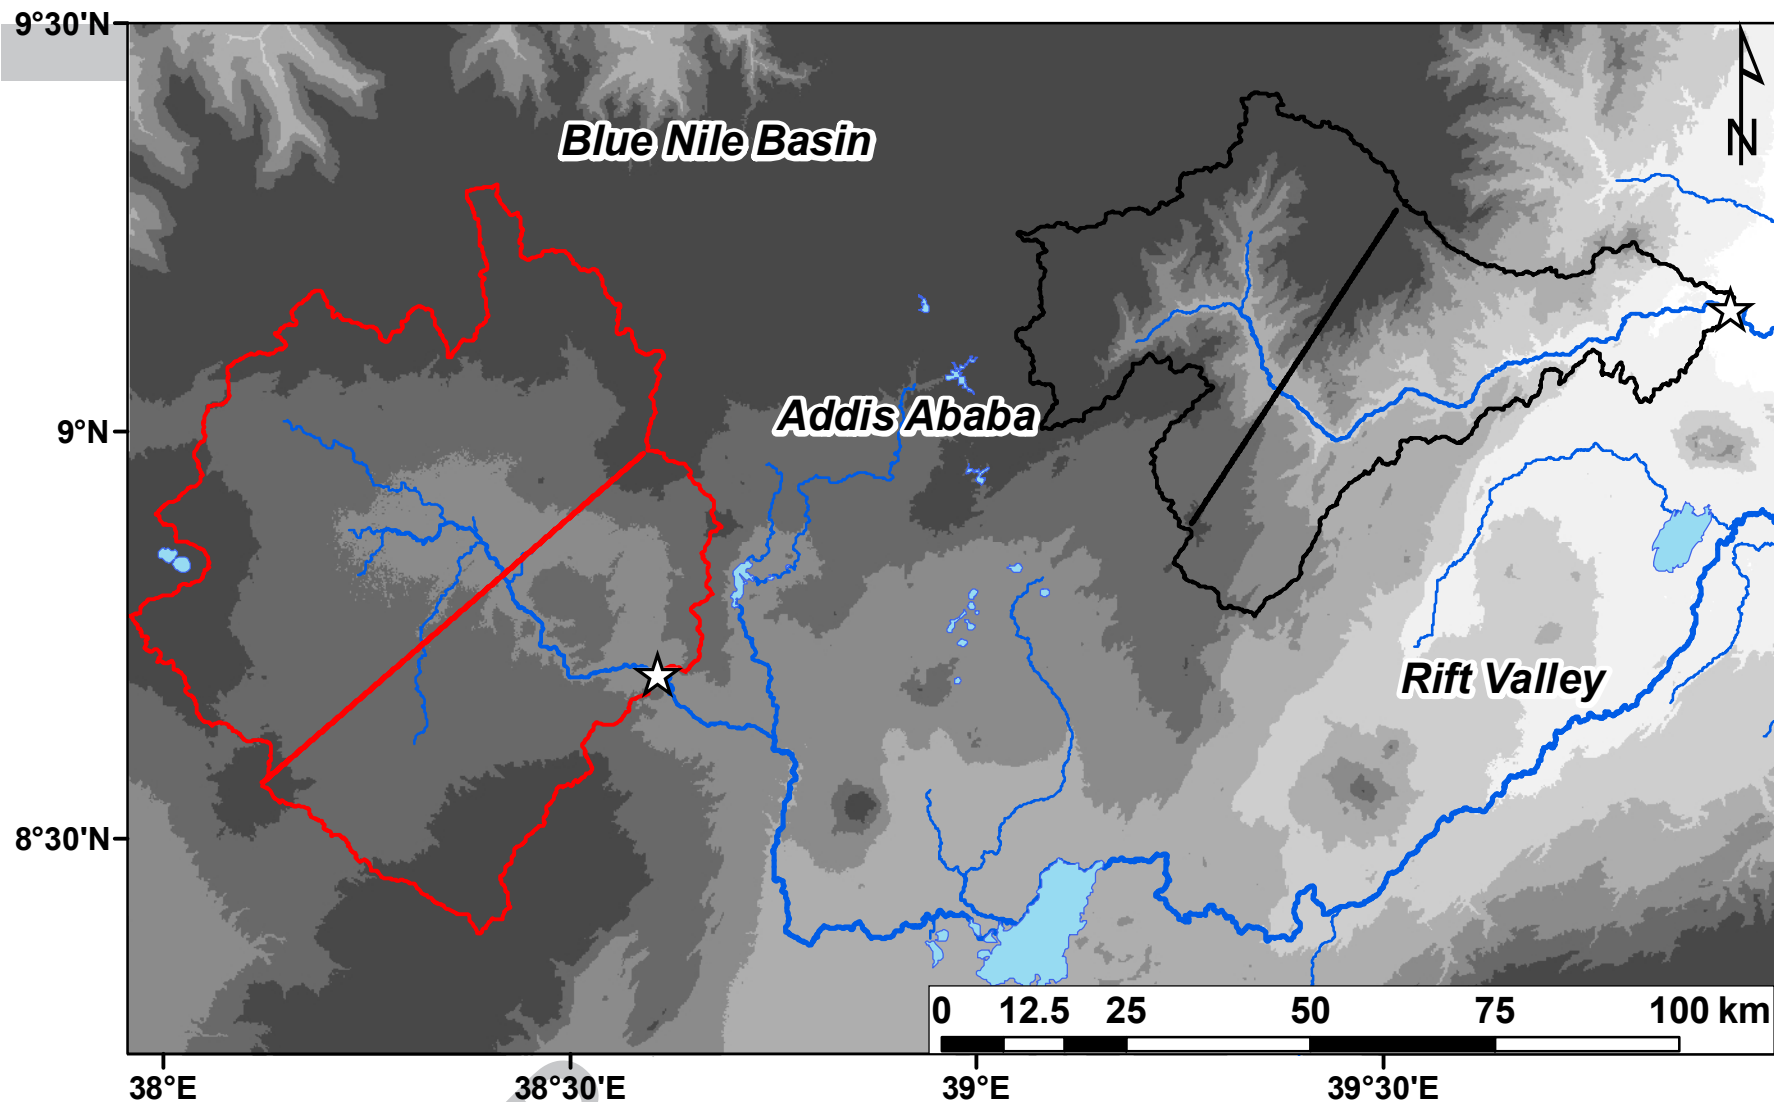 9°30'N
Blue Nile Basin
N
Addis Ababa
9°N
Rift Valley
8°30'N
0 12.5 25 50 75 100 km
38°E 38°30'E 39°E 39°30'E